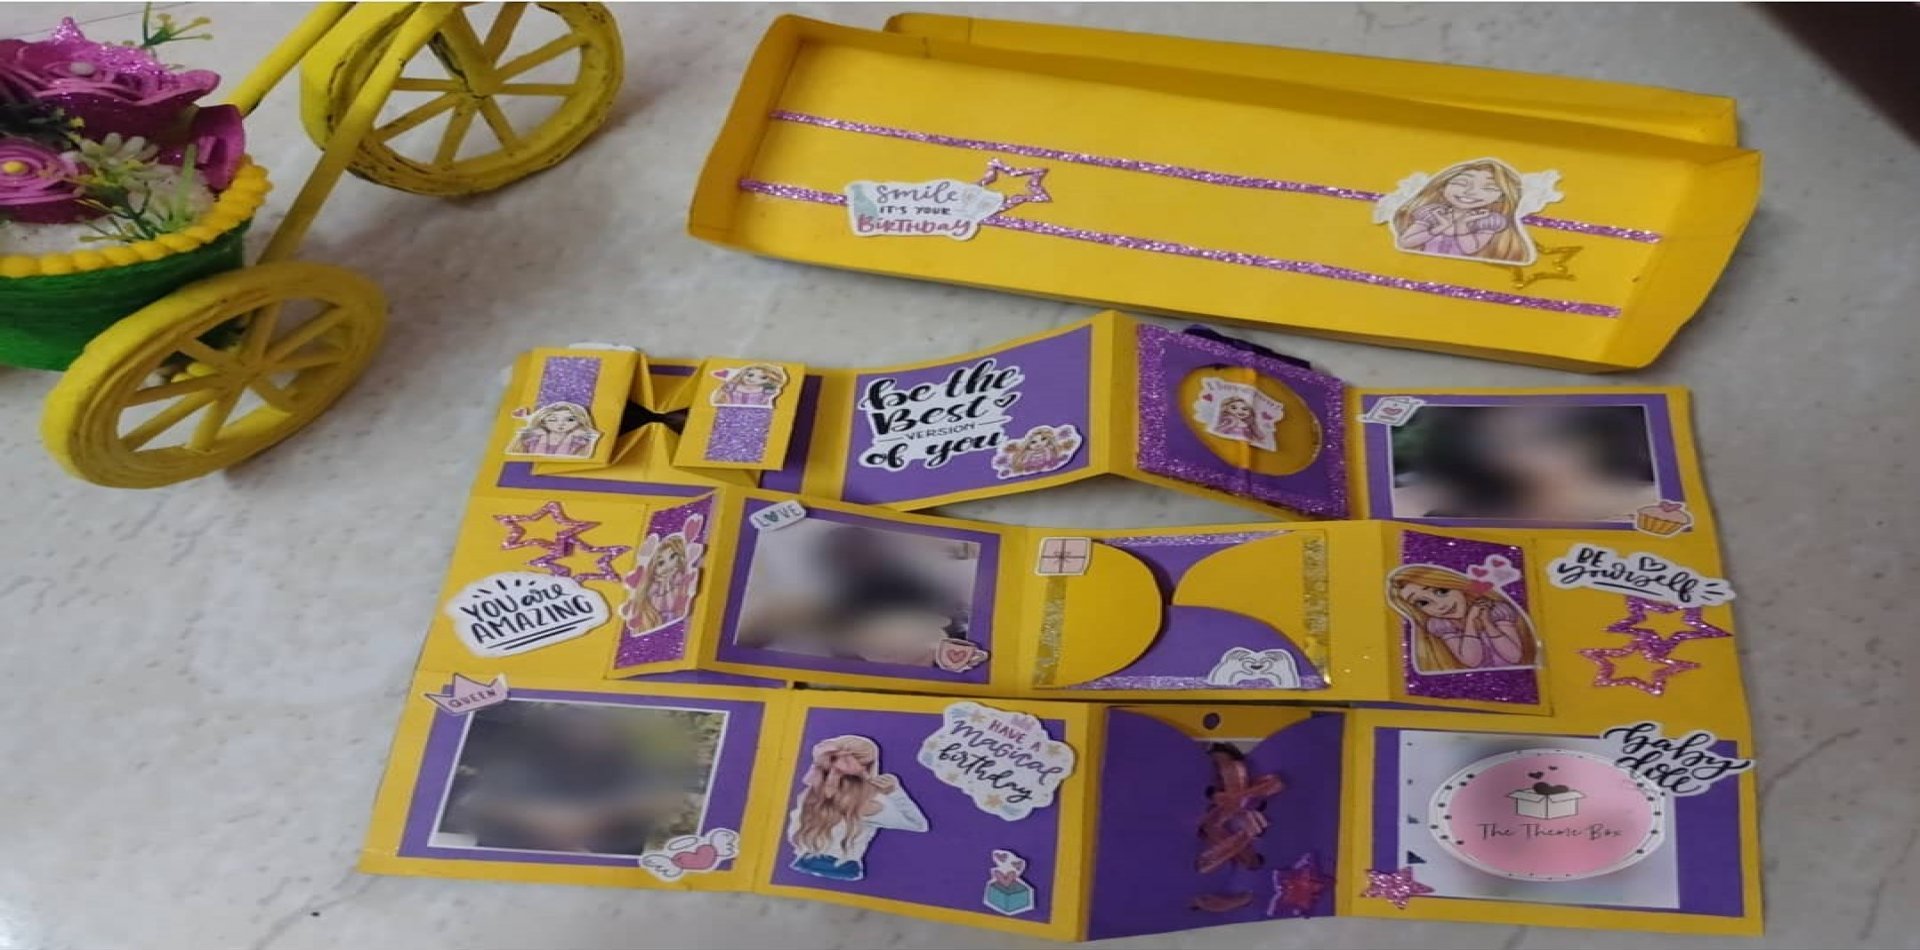 Smile
IT'S YOUR
BIRTHDAY
be the
Best
VERSION
of you
LOVE
YOU are
AMAZING
BE
yourself
QUEEN
HAVE A
magical
birthday
baby
doll
The Theme Box